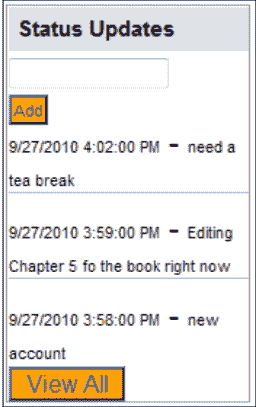 Status Updates
Add
9/27/2010 4:02:00 PM - need a
tea break
9/27/2010 3:59:00 PM - Editing
Chapter 5 fo the book right now
9/27/2010 3:58:00 PM - new
account
View All